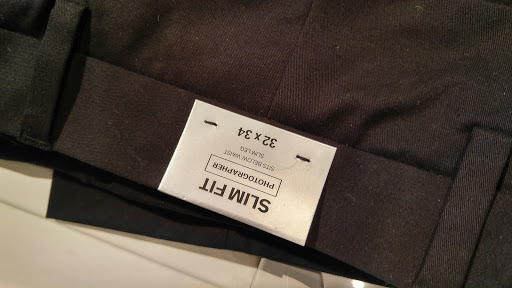 SLIM FIT
PHOTOGRAPHER
SITS BELOW WAIST
SLIM LEG
32 x 34